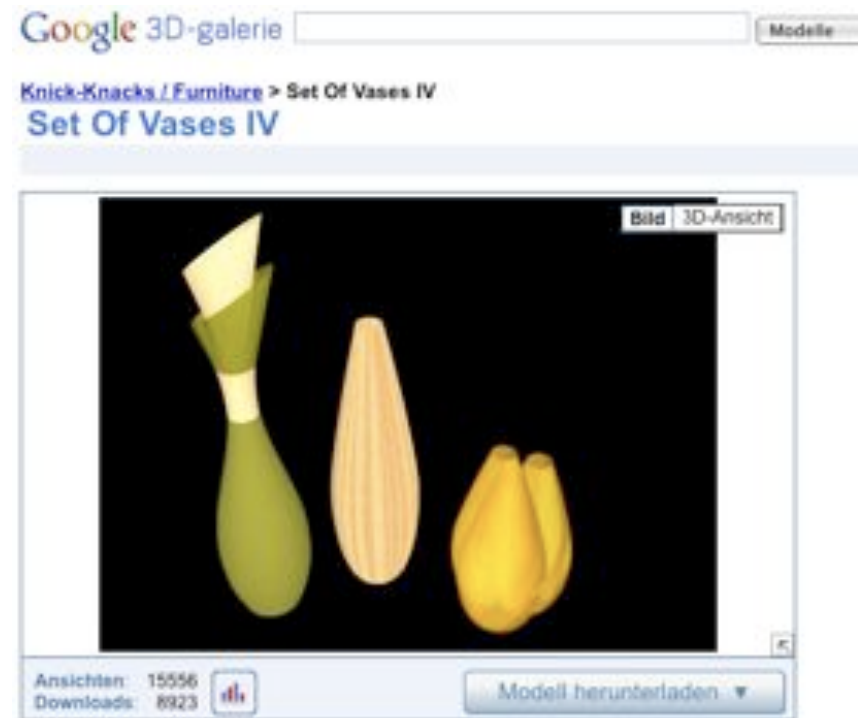 Google 3D-galerie
Modelle
Knick-Knacks / Furniture > Set Of Vases IV
Set Of Vases IV
Bild 3D-Ansicht
Ansichten: 15556
Downloads: 8923
Modell herunterladen ▼